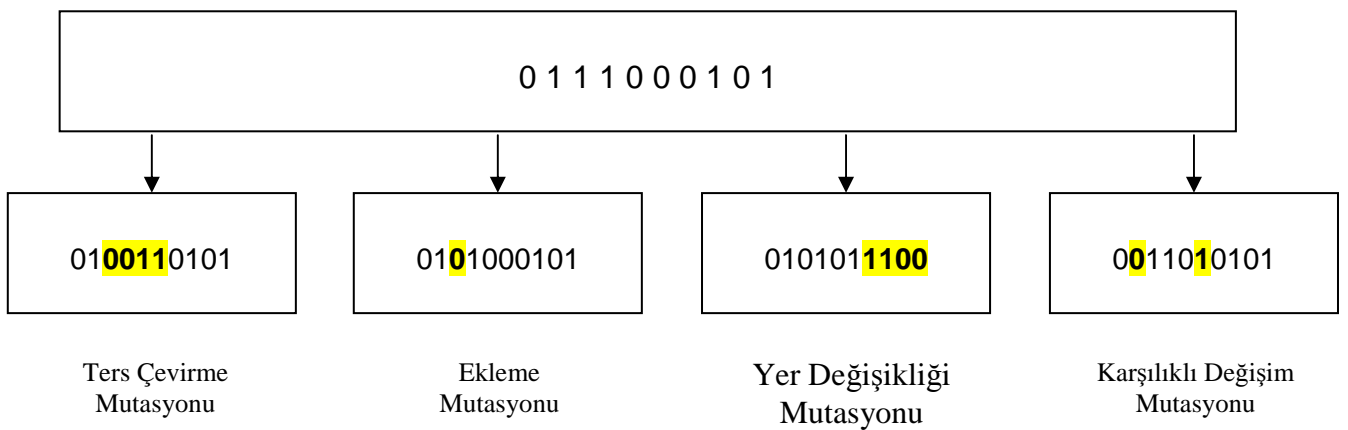 0 1 1 1 0 0 0 1 0 1
0100110101
0101000101
0101011100
0011010101
Ters Çevirme
Mutasyonu
Ekleme
Mutasyonu
Yer Değişikliği
Mutasyonu
Karşılıklı Değişim
Mutasyonu